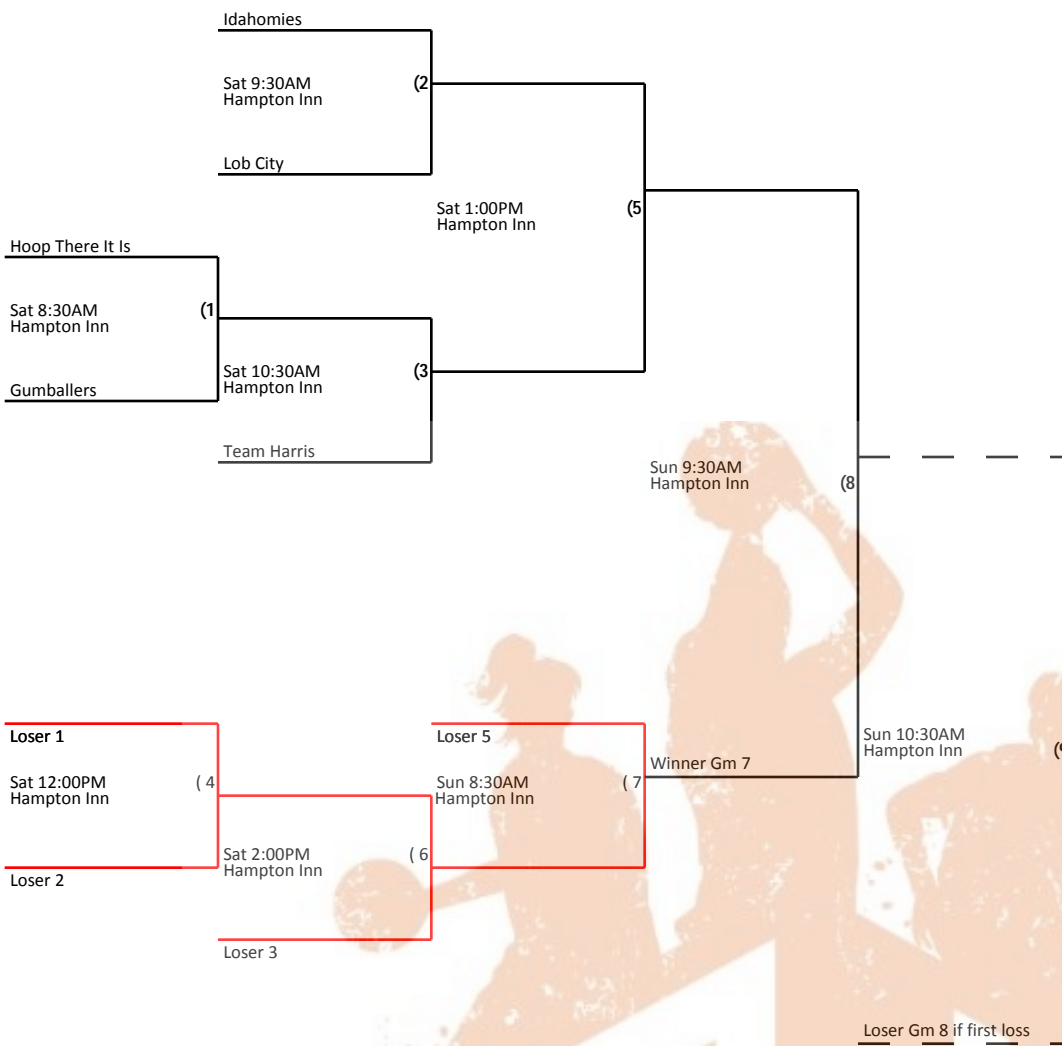 Idahomies
Sat 9:30AM
Hampton Inn
(2
Lob City
Sat 1:00PM
Hampton Inn
(5
Hoop There It Is
Sat 8:30AM
Hampton Inn
(1
Sat 10:30AM
Hampton Inn
(3
Gumballers
Team Harris
Sun 9:30AM
Hampton Inn
(8
Loser 1
Sat 12:00PM
Hampton Inn
( 4
Loser 2
Loser 5
Sun 8:30AM
Hampton Inn
( 7
Winner Gm 7
Sun 10:30AM
Hampton Inn
(9
Sat 2:00PM
Hampton Inn
( 6
Loser 3
Loser Gm 8 if first loss